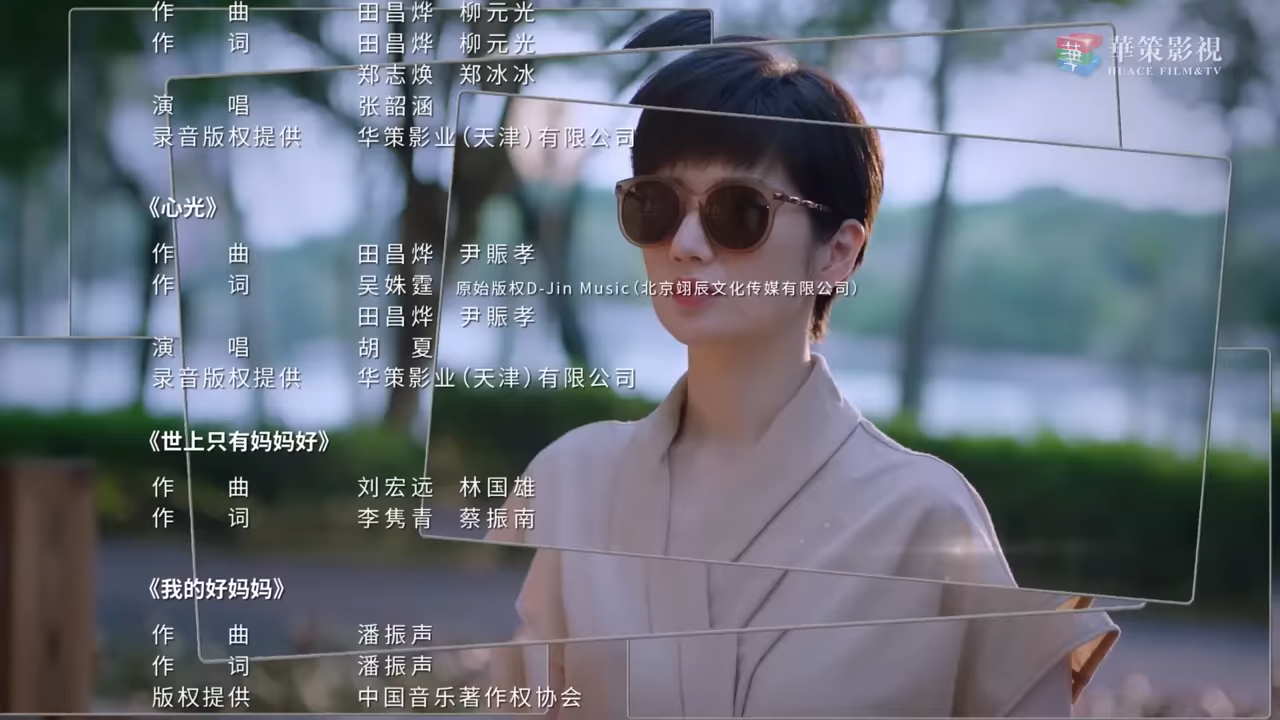 作 曲 田昌烨 柳元光
作 词 田昌烨 柳元光
郑志焕 郑冰冰
演 唱 张韶涵
录音版权提供 华策影业(天津)有限公司
《心光》
作 曲 田昌烨 尹赈孝
作 词 吴姝霆 原始版权D-Jin Music(北京翊辰文化传媒有限公司)
田昌烨 尹赈孝
演 唱 胡 夏
录音版权提供 华策影业(天津)有限公司
《世上只有妈妈好》
作 曲 刘宏远 林国雄
作 词 李隽青 蔡振南
《我的好妈妈》
作 曲 潘振声
作 词 潘振声
版权提供 中国音乐著作权协会
華
華策影視
HUACE FILM&TV